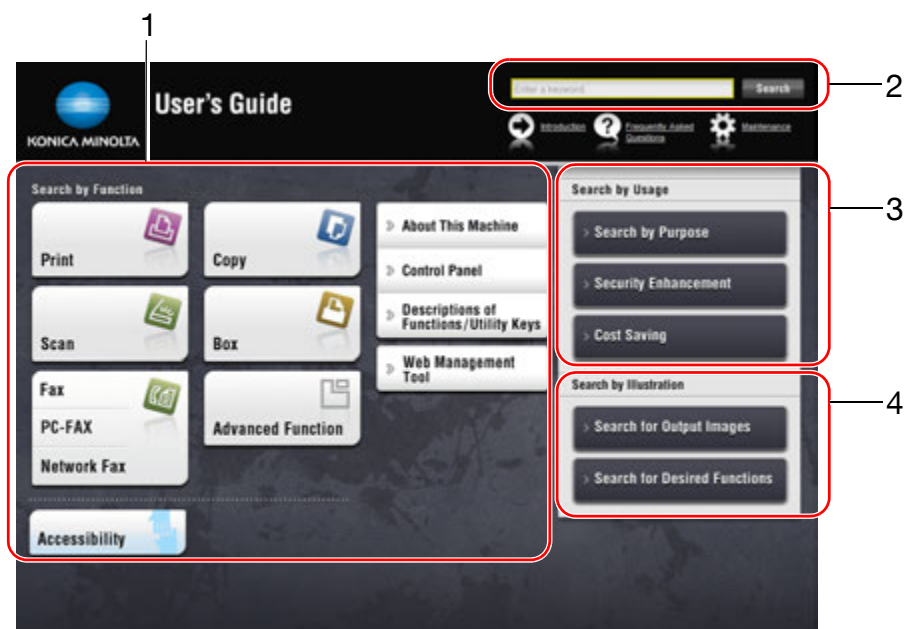 1
2
KONICA MINOLTA
User's Guide
Enter a keyword.
Search
Introduction
Frequently Asked
Questions
Maintenance
3
Search by Function
Print
Copy
Scan
Box
Fax
PC-FAX
Network Fax
Advanced Function
Accessibility
> About This Machine
> Control Panel
> Descriptions of
Functions/Utility Keys
> Web Management
Tool
Search by Usage
> Search by Purpose
> Security Enhancement
> Cost Saving
4
Search by Illustration
> Search for Output Images
> Search for Desired Functions